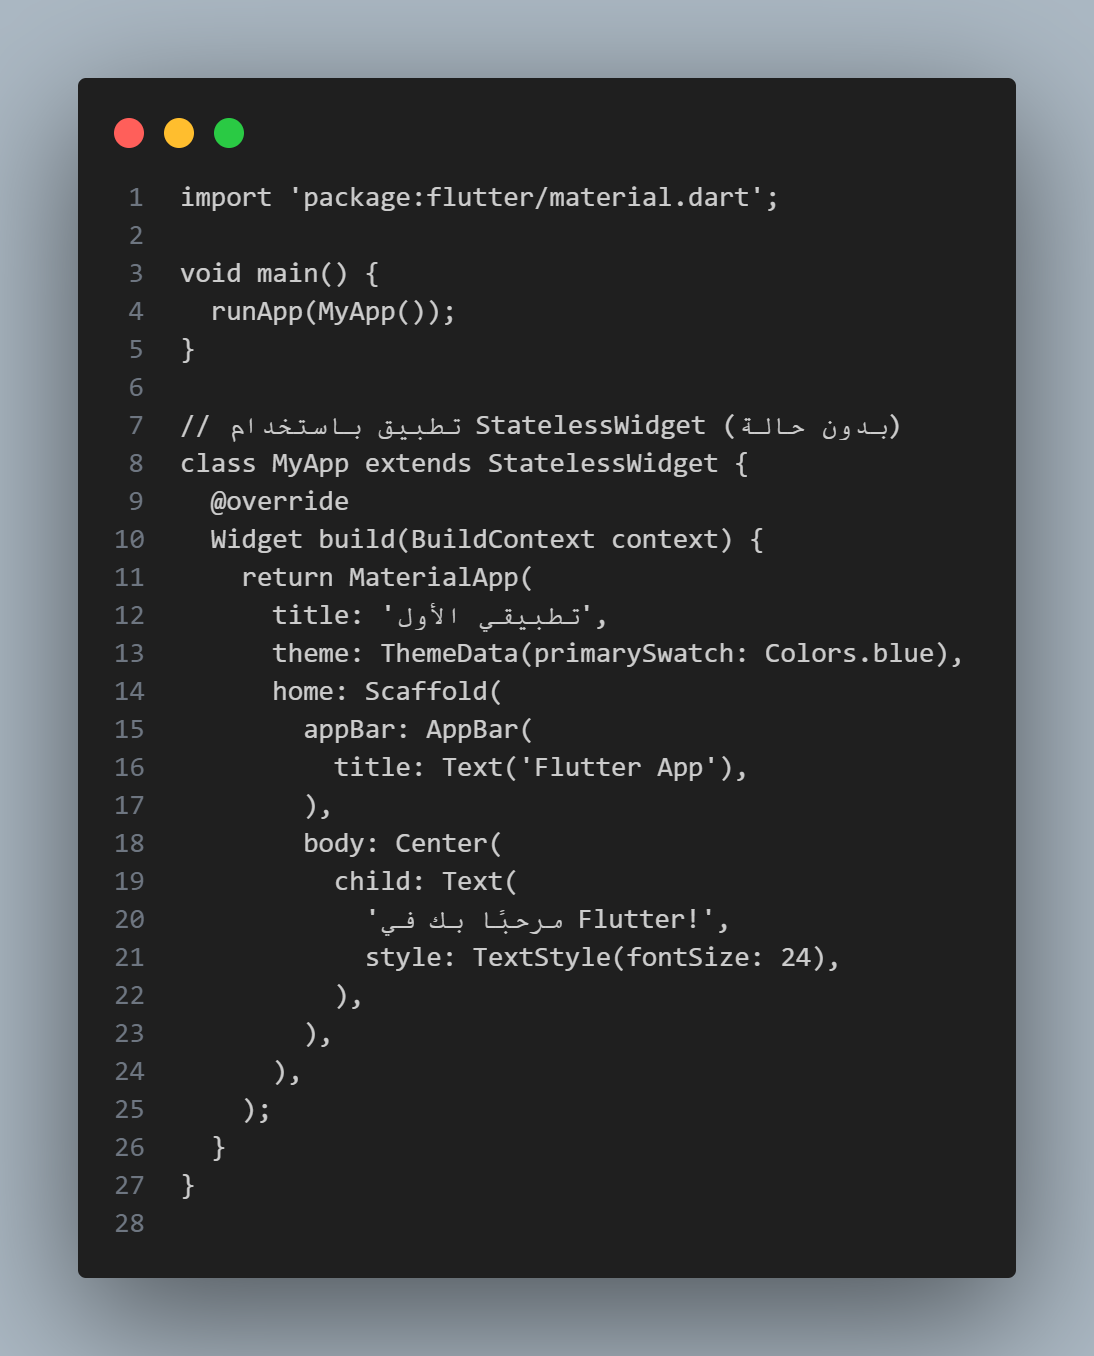 1 import 'package:flutter/material.dart';
2
3 void main() {
4   runApp(MyApp());
5 }
6
7 // تطبيق باستخدام StatelessWidget (بدون حالة)
8 class MyApp extends StatelessWidget {
9   @override
10   Widget build(BuildContext context) {
11     return MaterialApp(
12       title: 'تطبيقي الأول',
13       theme: ThemeData(primarySwatch: Colors.blue),
14       home: Scaffold(
15         appBar: AppBar(
16           title: Text('Flutter App'),
17         ),
18         body: Center(
19           child: Text(
20             'مرحبًا بك في Flutter!',
21             style: TextStyle(fontSize: 24),
22           ),
23         ),
24       ),
25     );
26   }
27 }
28